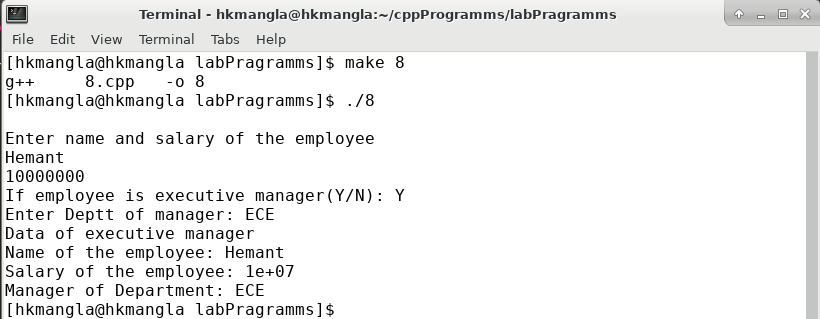 Terminal - hkmangla@hkmangla:~/cppProgramms/labPragramms
File Edit View Terminal Tabs Help
[hkmangla@hkmangla labPragramms]$ make 8
g++     8.cpp   -o 8
[hkmangla@hkmangla labPragramms]$ ./8
Enter name and salary of the employee
Hemant
10000000
If employee is executive manager(Y/N): Y
Enter Deptt of manager: ECE
Data of executive manager
Name of the employee: Hemant
Salary of the employee: 1e+07
Manager of Department: ECE
[hkmangla@hkmangla labPragramms]$